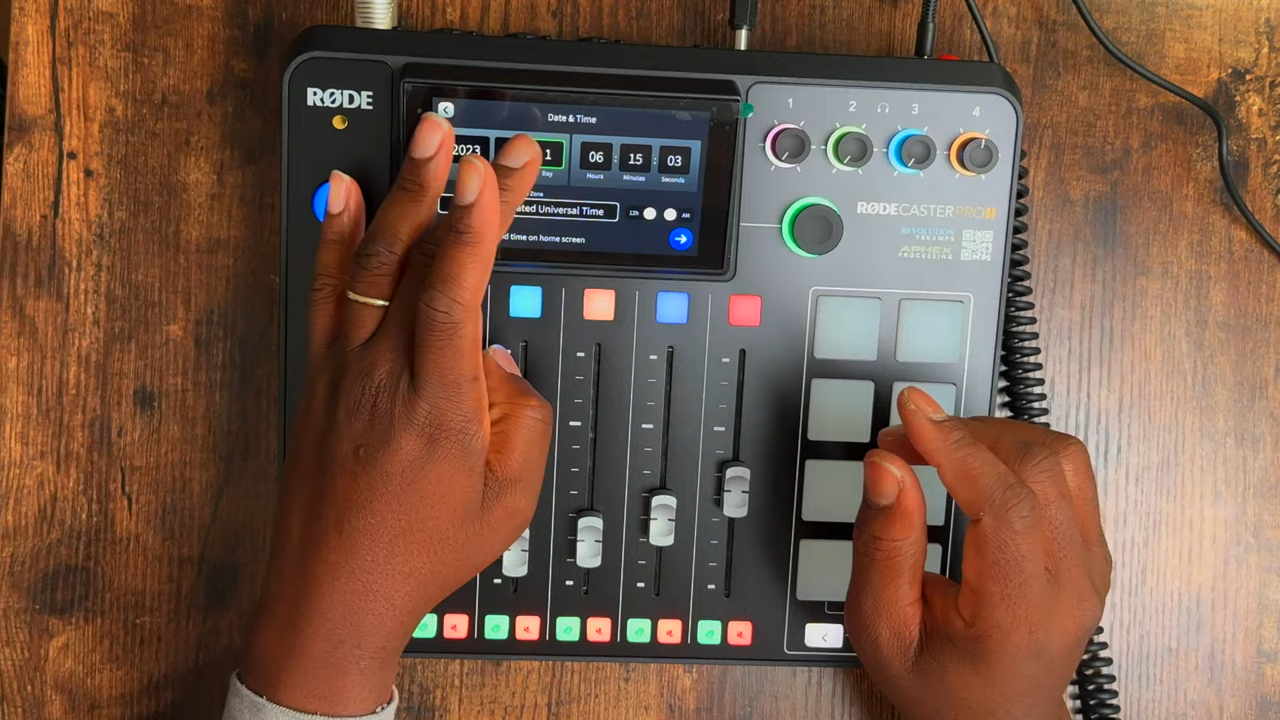 RØDE
Date & Time
2023 1 06 : 15 : 03
Day Hours Minutes Seconds
Zone
ated Universal Time 12h AM
d time on home screen
1 2 3 4
RØDECASTER PRO II
REVOLUTION
PREAMPS
APHEX
PROCESSING